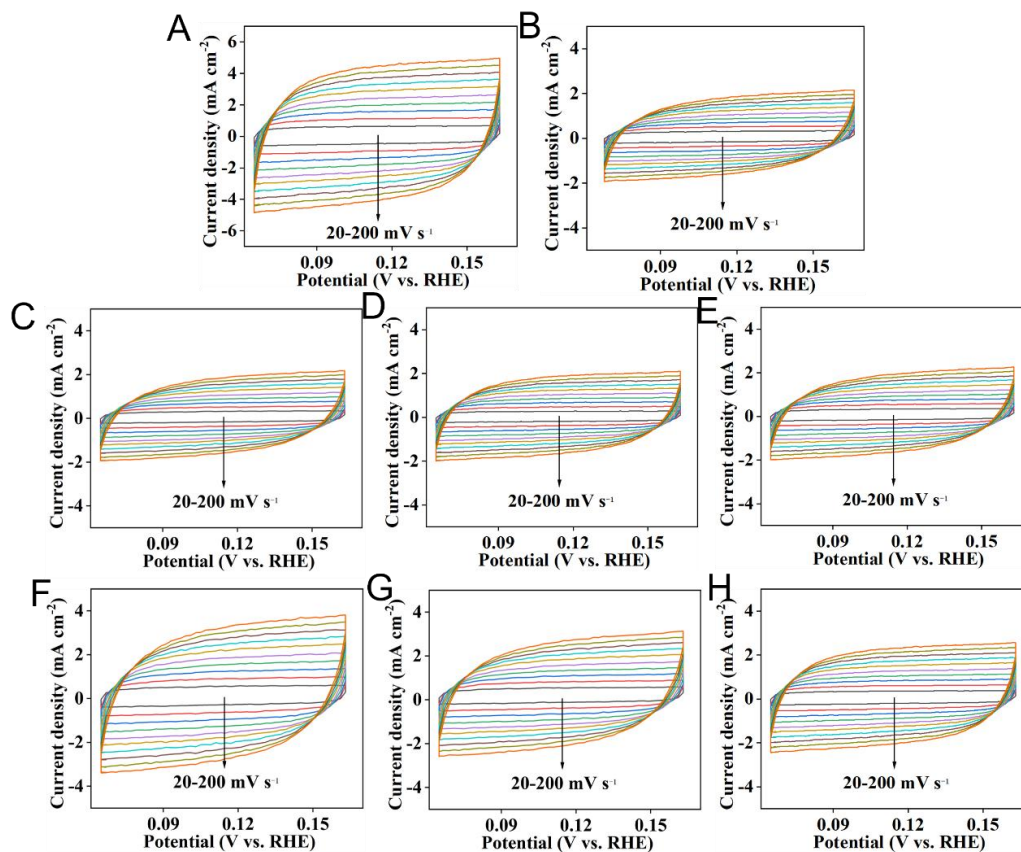 A
Current density (mA cm⁻²)
6
4
2
0
-2
-4
-6
20-200 mV s⁻¹
0.09 0.12 0.15
Potential (V vs. RHE)
B
Current density (mA cm⁻²)
4
2
0
-2
-4
20-200 mV s⁻¹
0.09 0.12 0.15
Potential (V vs. RHE)
C
Current density (mA cm⁻²)
4
2
0
-2
-4
20-200 mV s⁻¹
0.09 0.12 0.15
Potential (V vs. RHE)
D
Current density (mA cm⁻²)
4
2
0
-2
-4
20-200 mV s⁻¹
0.09 0.12 0.15
Potential (V vs. RHE)
E
Current density (mA cm⁻²)
4
2
0
-2
-4
20-200 mV s⁻¹
0.09 0.12 0.15
Potential (V vs. RHE)
F
Current density (mA cm⁻²)
4
2
0
-2
-4
20-200 mV s⁻¹
0.09 0.12 0.15
Potential (V vs. RHE)
G
Current density (mA cm⁻²)
4
2
0
-2
-4
20-200 mV s⁻¹
0.09 0.12 0.15
Potential (V vs. RHE)
H
Current density (mA cm⁻²)
4
2
0
-2
-4
20-200 mV s⁻¹
0.09 0.12 0.15
Potential (V vs. RHE)